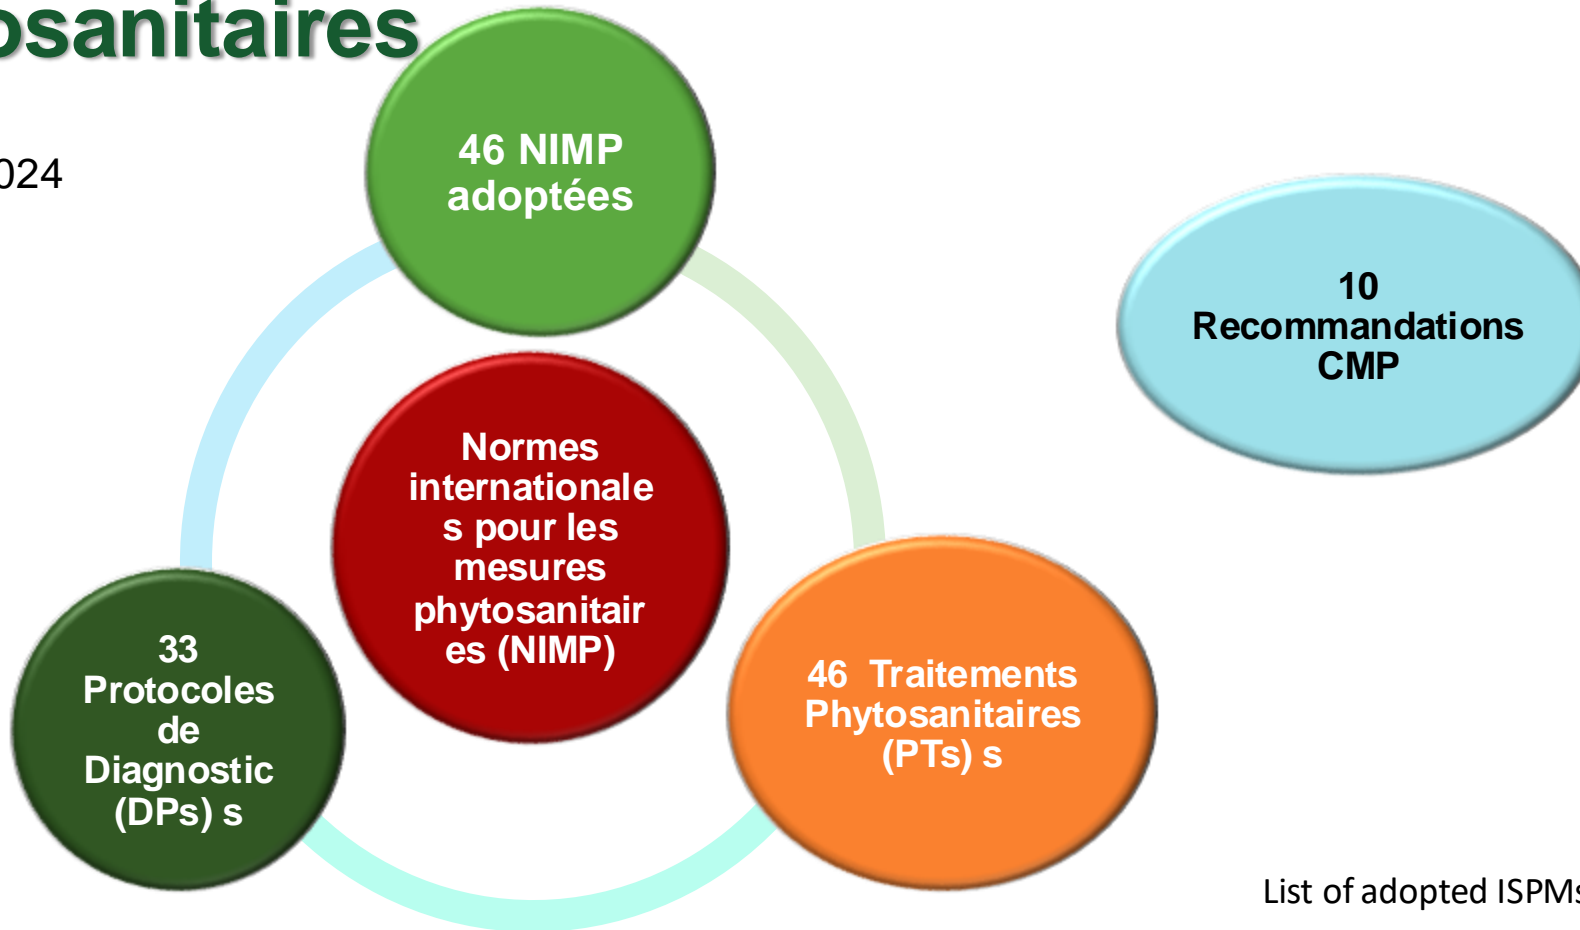 osanitaires
024
46 NIMP
adoptées
10
Recommandations
CMP
Normes
internationale
s pour les
mesures
phytosanitair
es (NIMP)
33
Protocoles
de
Diagnostic
(DPs) s
46 Traitements
Phytosanitaires
(PTs) s
List of adopted ISPMs